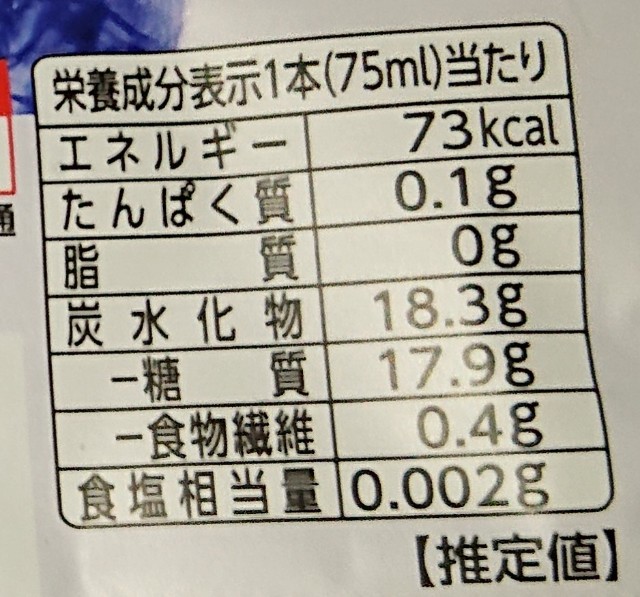 栄養成分表示1本(75ml)当たり
エネルギー 73kcal
たんぱく質 0.1g
脂質 0g
炭水化物 18.3g
-糖質 17.9g
-食物繊維 0.4g
食塩相当量 0.002g
【推定値】
通